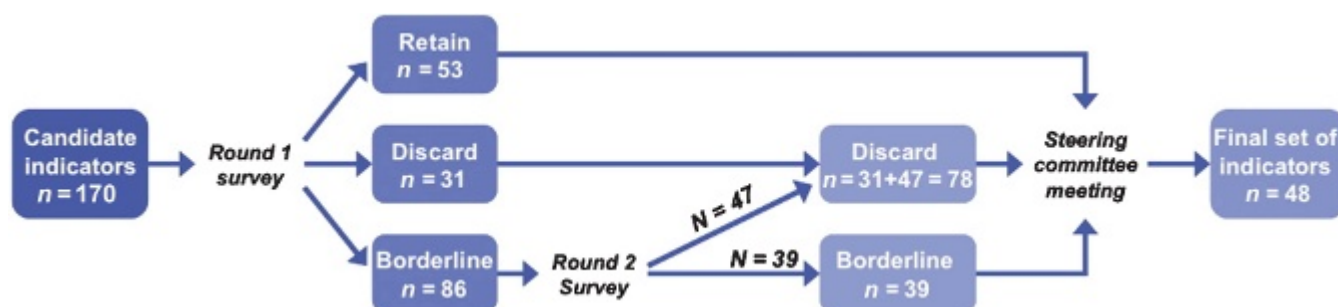 Candidate
indicators
n = 170
Round 1
survey
Retain
n = 53
Discard
n = 31
Borderline
n = 86
Round 2
Survey
N = 47
N = 39
Discard
n = 31+47 = 78
Borderline
n = 39
Steering
committee
meeting
Final set of
indicators
n = 48